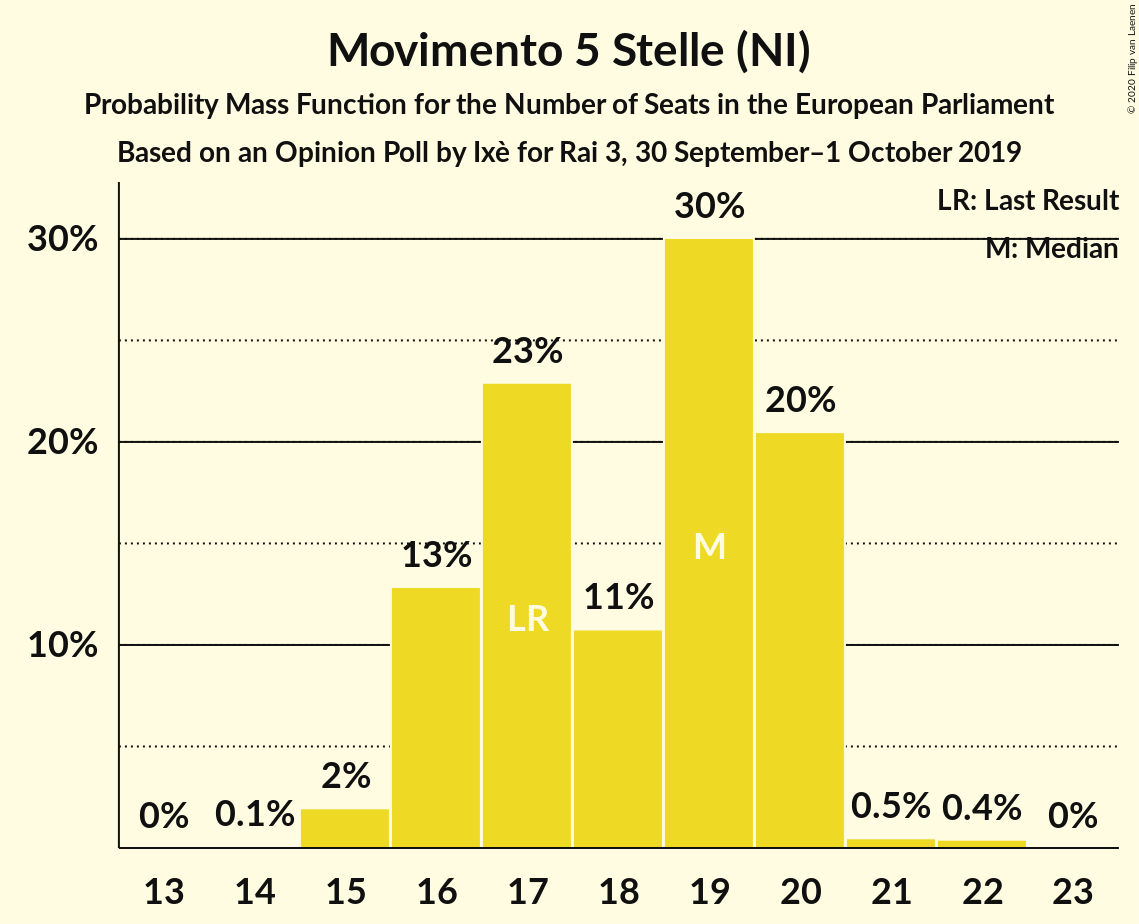 Movimento 5 Stelle (NI)
Probability Mass Function for the Number of Seats in the European Parliament
Based on an Opinion Poll by Ixè for Rai 3, 30 September–1 October 2019
© 2020 Filip van Laenen
LR: Last Result
M: Median
30%
20%
10%
0%
0.1%
2%
13%
23%
11%
30%
20%
0.5%
0.4%
0%
LR
M
13 14 15 16 17 18 19 20 21 22 23